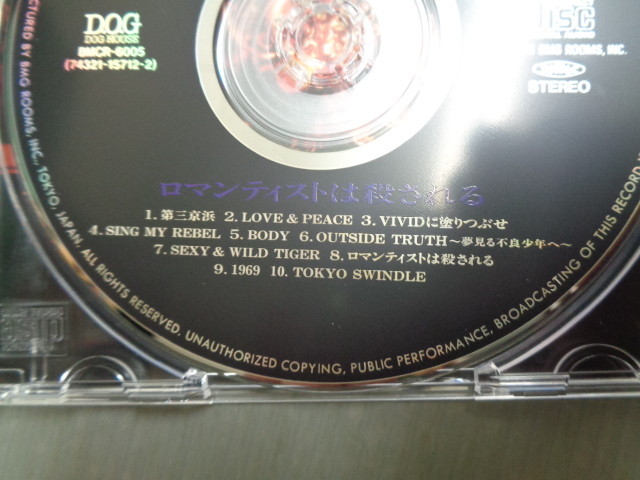 D.O.G
DOG HOUSE
BMCR-6005
(74321-15712-2)
DISC
BMG ROOMS, INC.
STEREO
ロマンティストは殺される
1. 第三京浜 2. LOVE & PEACE 3. VIVIDに塗りつぶせ
4. SING MY REBEL 5. BODY 6. OUTSIDE TRUTH～夢見る不良少年へ～
7. SEXY & WILD TIGER 8. ロマンティストは殺される
9. 1969 10. TOKYO SWINDLE
BY BMG ROOMS, INC., TOKYO, JAPAN. ALL RIGHTS RESERVED. UNAUTHORIZED COPYING, PUBLIC PERFORMANCE, BROADCASTING OF THIS RECORD